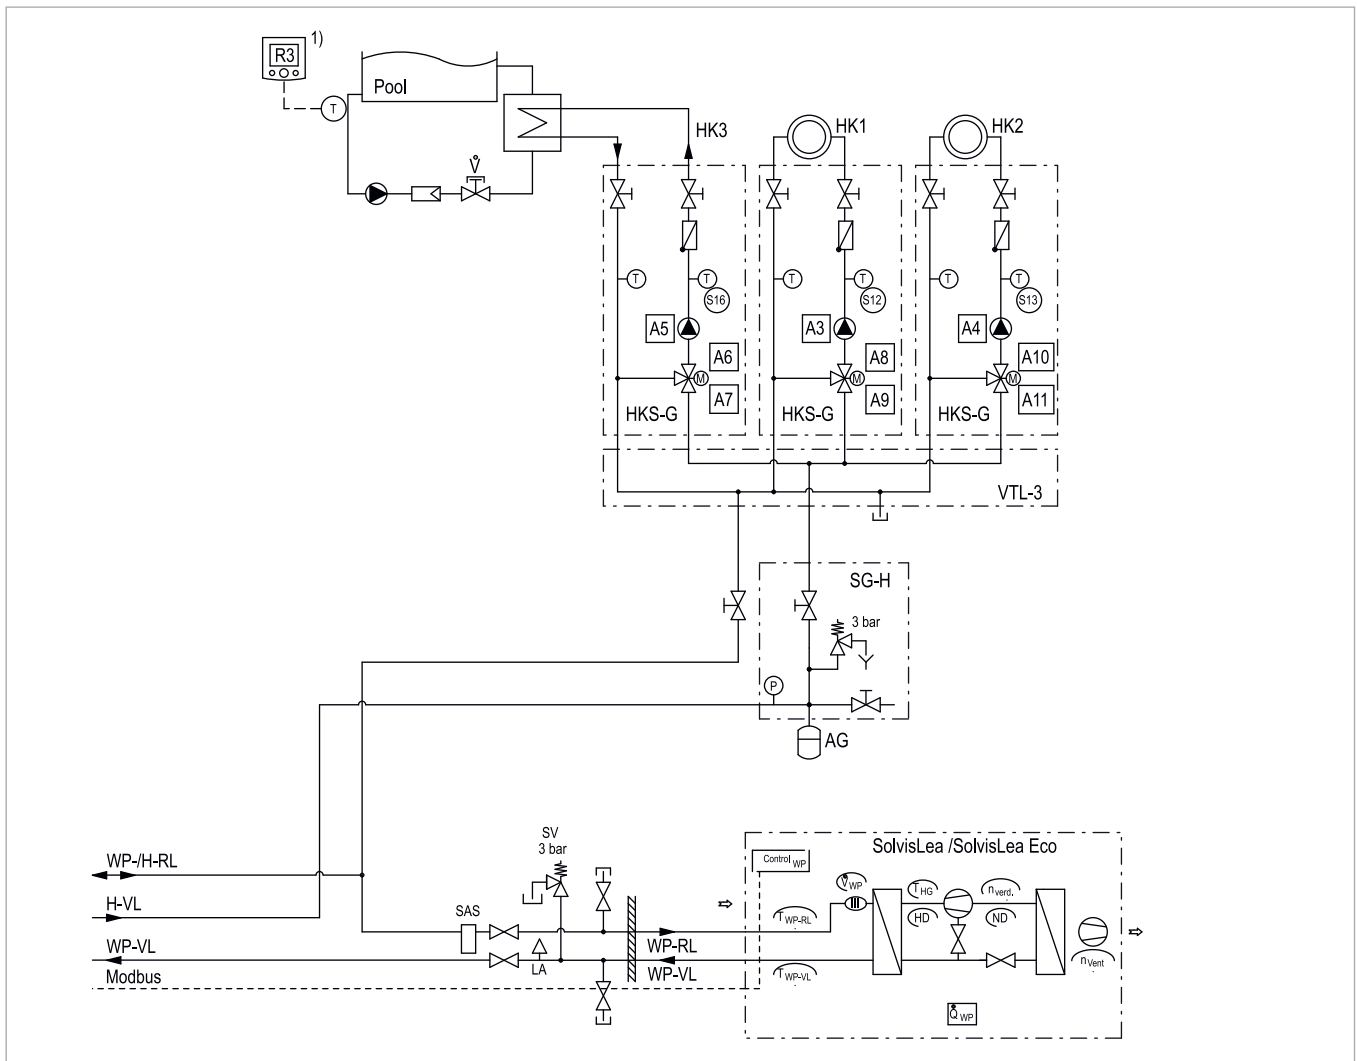 R3
1)
Pool
T
V̊
HK3
HK1
HK2
T
T
S16
T
T
S12
T
T
S13
A5
A6
A7
M
A3
A8
A9
M
A4
A10
A11
M
HKS-G
HKS-G
HKS-G
VTL-3
SG-H
3 bar
P
AG
WP-/H-RL
H-VL
WP-VL
Modbus
SV
3 bar
SAS
LA
WP-RL
WP-VL
SolvisLea /SolvisLea Eco
Control WP
T WP-RL
T WP-VL
V̊ WP
T HG
HD
n verd.
ND
n Vent
Q̊ WP